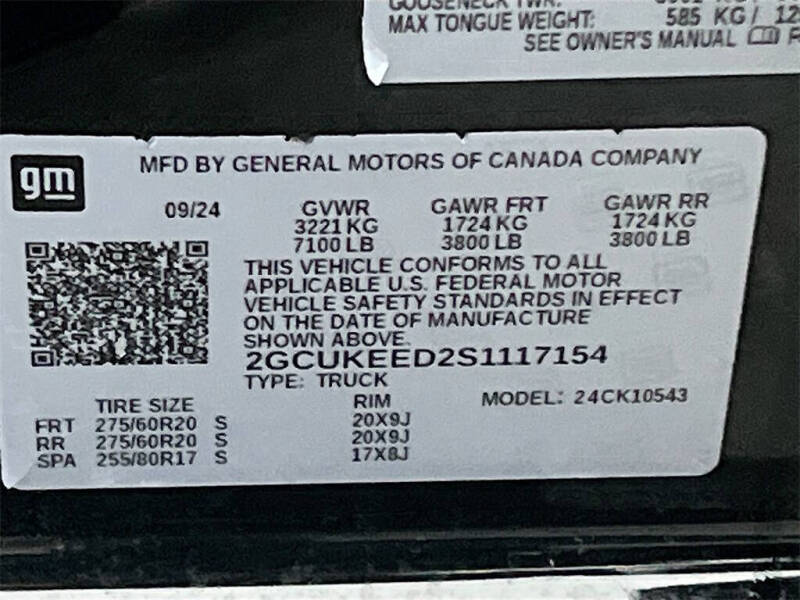 MAX TONGUE WEIGHT: 585 KG /
SEE OWNER'S MANUAL
gm
MFD BY GENERAL MOTORS OF CANADA COMPANY
09/24 GVWR GAWR FRT GAWR RR
3221 KG 1724 KG 1724 KG
7100 LB 3800 LB 3800 LB
THIS VEHICLE CONFORMS TO ALL
APPLICABLE U.S. FEDERAL MOTOR
VEHICLE SAFETY STANDARDS IN EFFECT
ON THE DATE OF MANUFACTURE
SHOWN ABOVE.
2GCUKEED2S1117154
TYPE: TRUCK
TIRE SIZE RIM MODEL: 24CK10543
FRT 275/60R20 S 20X9J
RR 275/60R20 S 20X9J
SPA 255/80R17 S 17X8J